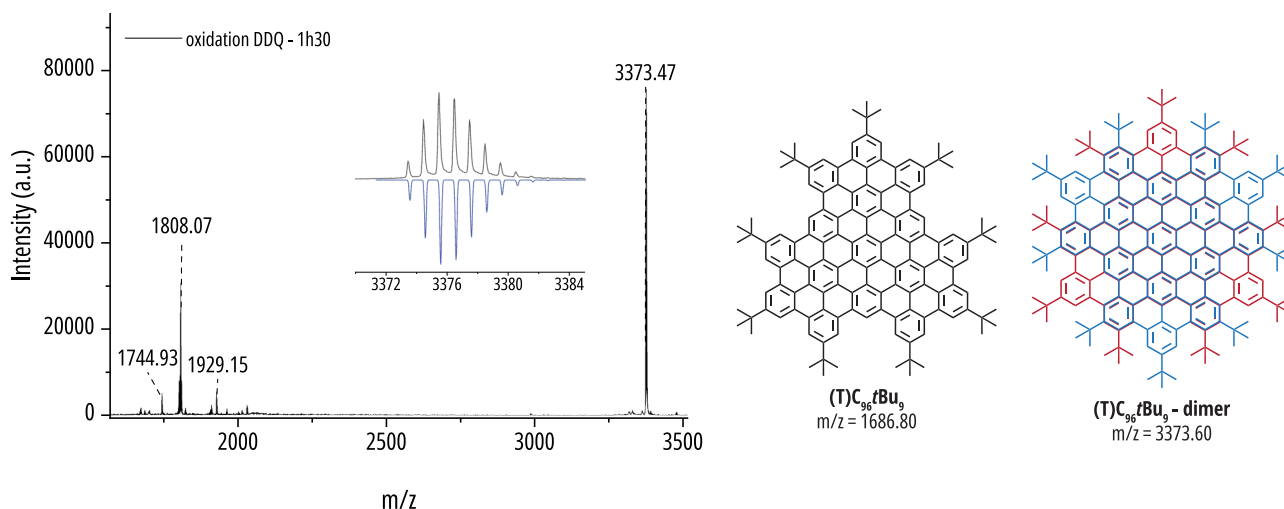 oxidation DDQ - 1h30
80000
60000
40000
20000
0
Intensity (a.u.)
3373.47
1808.07
1744.93
1929.15
3372
3376
3380
3384
2000
2500
3000
3500
m/z
(T)C₉₆tBu₉
m/z = 1686.80
(T)C₉₆tBu₉ - dimer
m/z = 3373.60